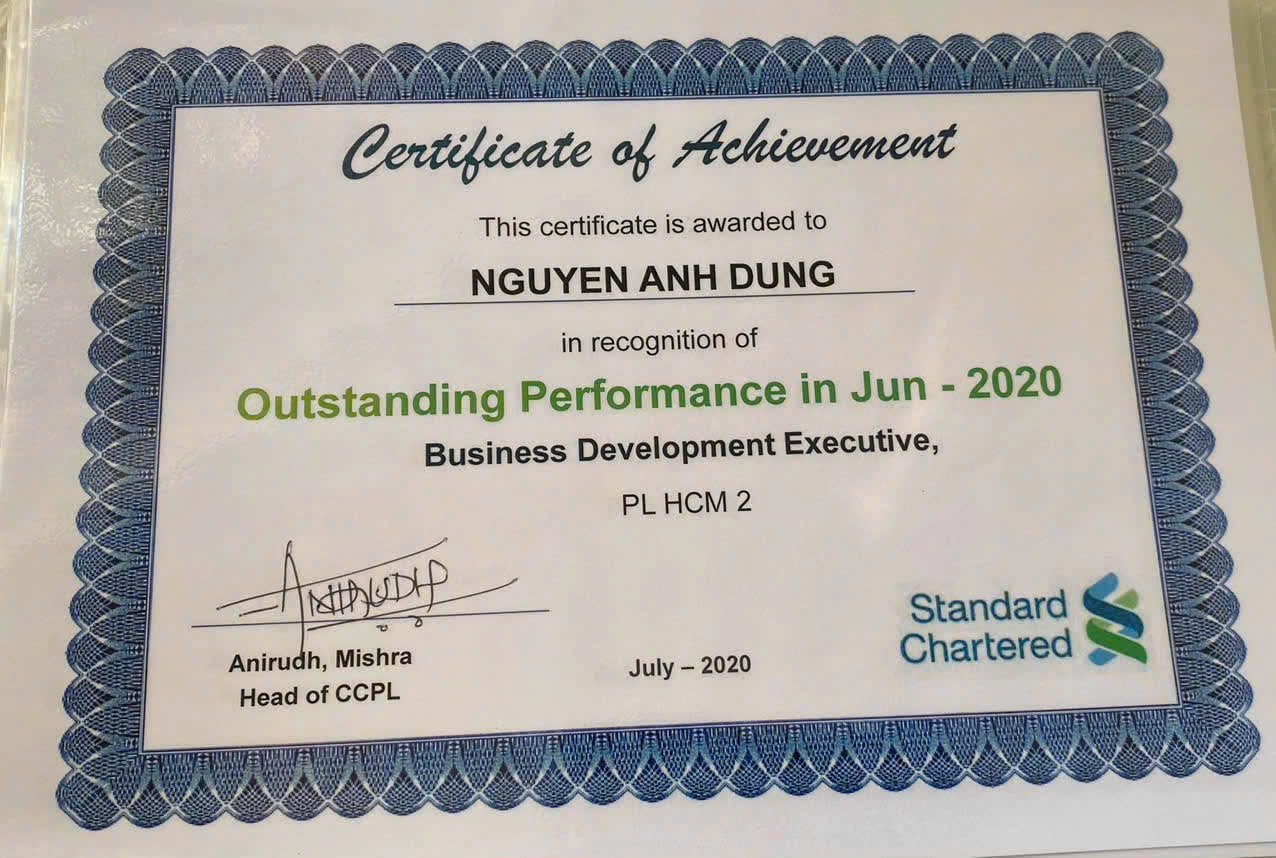 Certificate of Achievement
This certificate is awarded to
NGUYEN ANH DUNG
in recognition of
Outstanding Performance in Jun - 2020
Business Development Executive,
PL HCM 2
ANIRUDH
Anirudh, Mishra
Head of CCPL
July – 2020
Standard
Chartered